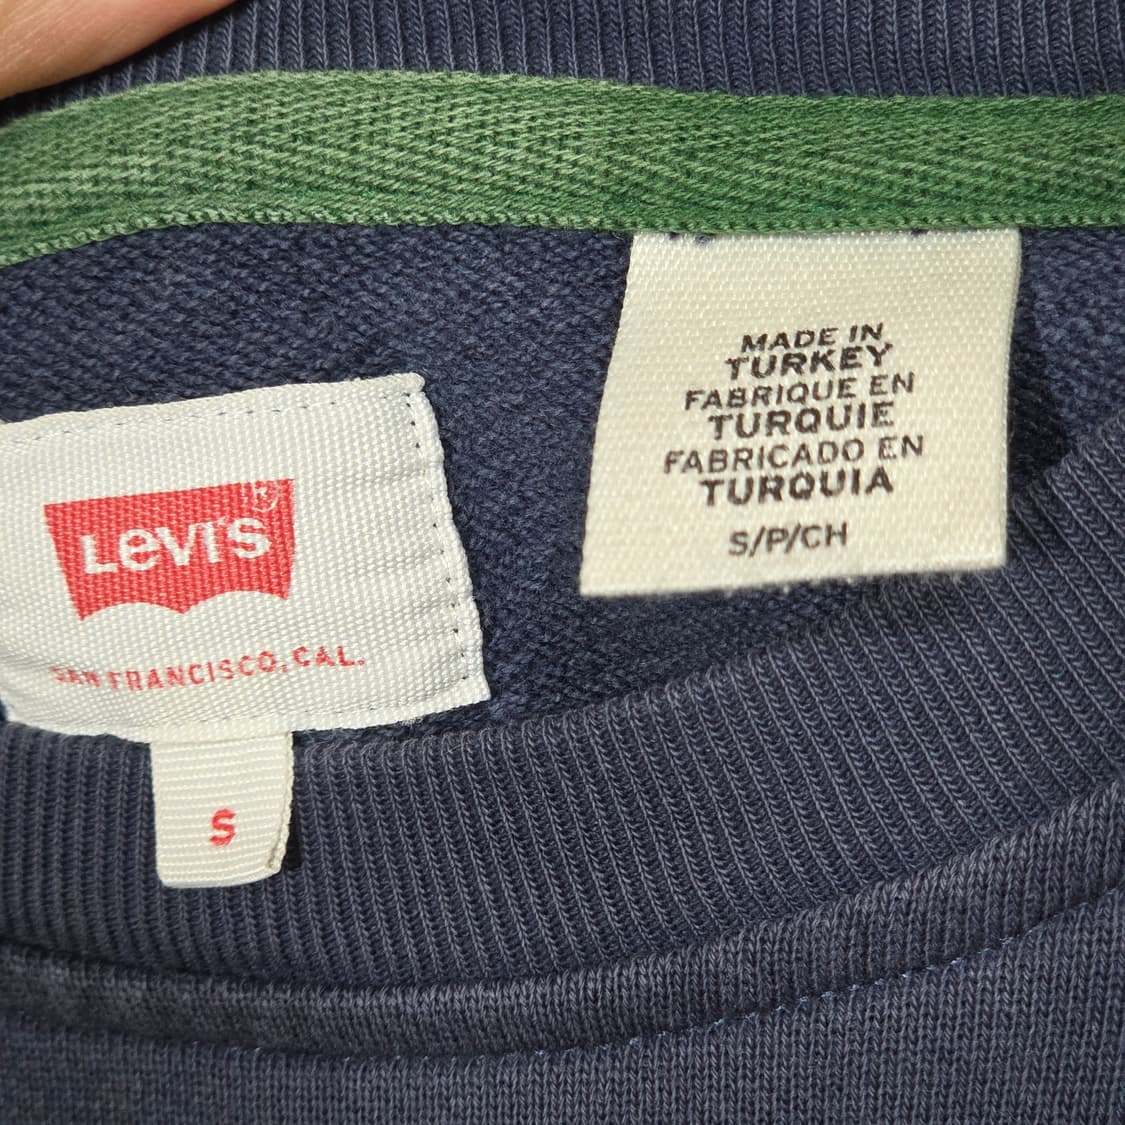 LEVI'S®
SAN FRANCISCO, CAL.
S
MADE IN
TURKEY
FABRIQUE EN
TURQUIE
FABRICADO EN
TURQUIA
S/P/CH